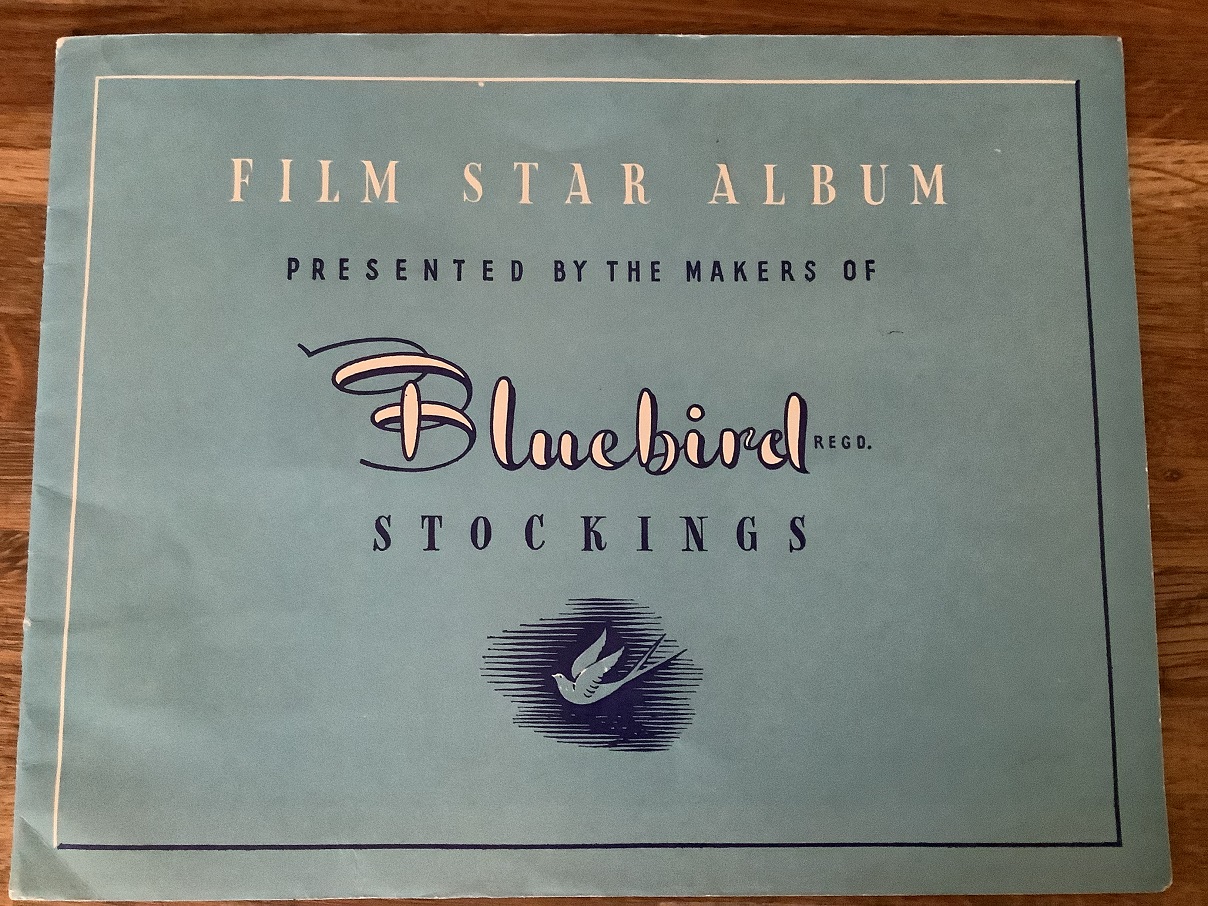 FILM STAR ALBUM
PRESENTED BY THE MAKERS OF
Bluebird REGD.
STOCKINGS